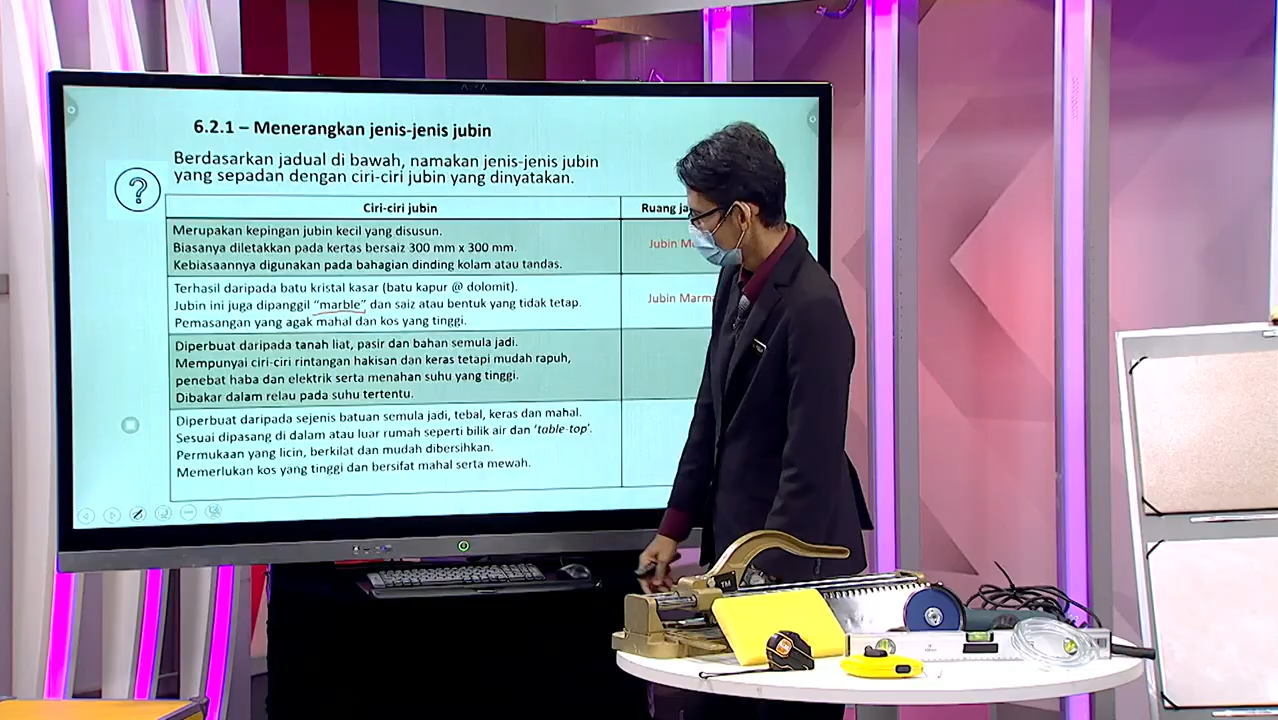 6.2.1 – Menerangkan jenis-jenis jubin
Berdasarkan jadual di bawah, namakan jenis-jenis jubin
yang sepadan dengan ciri-ciri jubin yang dinyatakan.
?
Ciri-ciri jubin
Ruang
Merupakan kepingan jubin kecil yang disusun.
Biasanya diletakkan pada kertas bersaiz 300 mm x 300 mm.
Kebiasaannya digunakan pada bahagian dinding kolam atau tandas.
Jubin
Terhasil daripada batu kristal kasar (batu kapur @ dolomit).
Jubin ini juga dipanggil “marble” dan saiz atau bentuk yang tidak tetap.
Pemasangan yang agak mahal dan kos yang tinggi.
Jubin Marma
Diperbuat daripada tanah liat, pasir dan bahan semula jadi.
Mempunyai ciri-ciri rintangan hakisan dan keras tetapi mudah rapuh,
penebat haba dan elektrik serta menahan suhu yang tinggi.
Dibakar dalam relau pada suhu tertentu.
Diperbuat daripada sejenis batuan semula jadi, tebal, keras dan mahal.
Sesuai dipasang di dalam atau luar rumah seperti bilik air dan ‘table-top’.
Permukaan yang licin, berkilat dan mudah dibersihkan.
Memerlukan kos yang tinggi dan bersifat mahal serta mewah.
TM